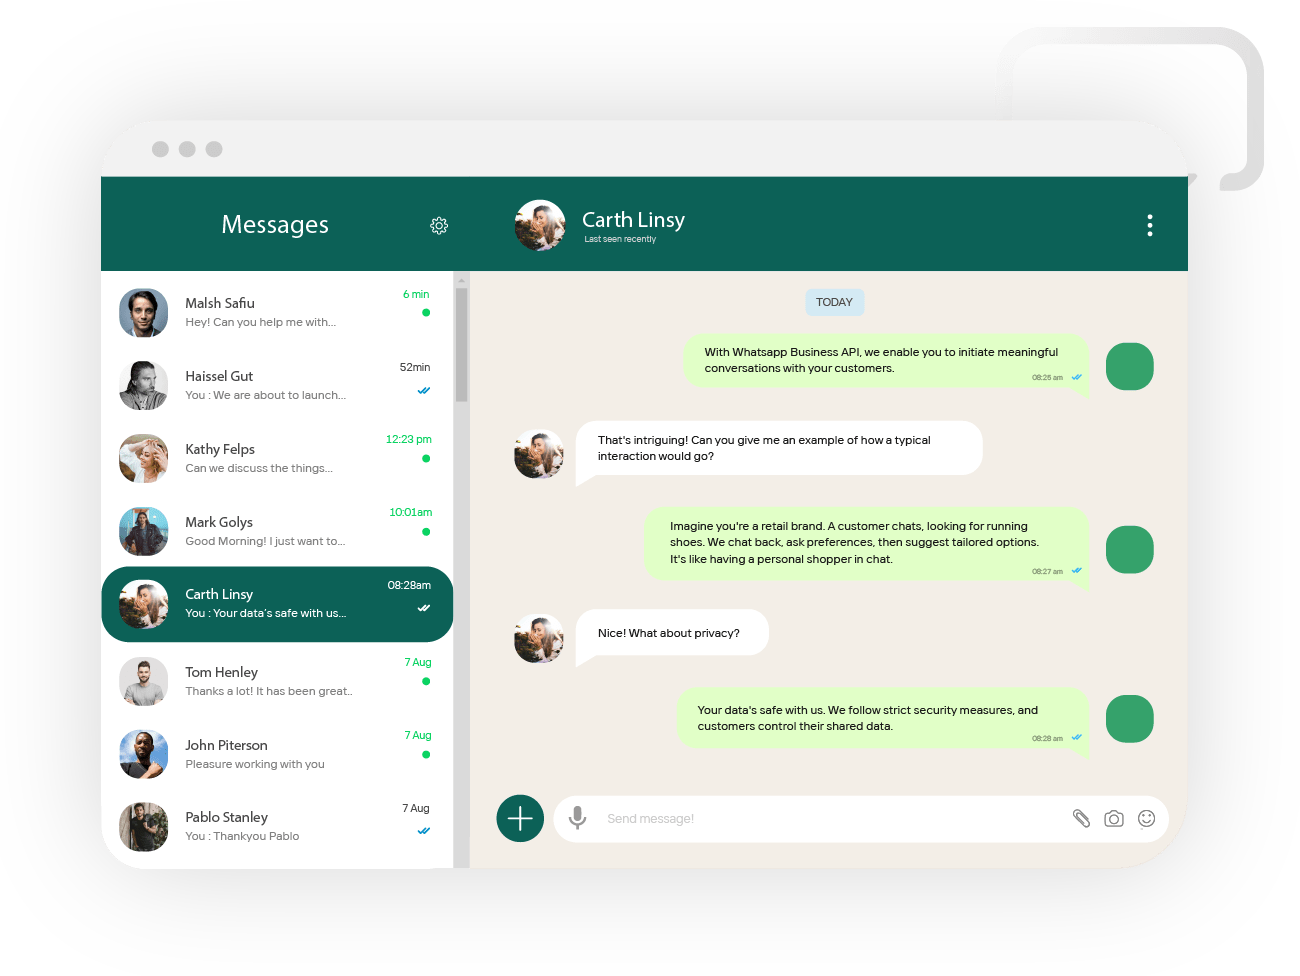 Messages
Carth Linsy
Last seen recently
Malsh Safiu
6 min
Hey! Can you help me with...
Haissel Gut
52min
You : We are about to launch...
Kathy Felps
12:23 pm
Can we discuss the things...
Mark Golys
10:01am
Good Morning! I just want to...
Carth Linsy
08:28am
You : Your data's safe with us...
Tom Henley
7 Aug
Thanks a lot! It has been great..
John Piterson
7 Aug
Pleasure working with you
Pablo Stanley
7 Aug
You : Thankyou Pablo
TODAY
With Whatsapp Business API, we enable you to initiate meaningful
conversations with your customers.
08:25 am
That's intriguing! Can you give me an example of how a typical
interaction would go?
Imagine you're a retail brand. A customer chats, looking for running
shoes. We chat back, ask preferences, then suggest tailored options.
It's like having a personal shopper in chat.
08:27 am
Nice! What about privacy?
Your data's safe with us. We follow strict security measures, and
customers control their shared data.
08:28 am
Send message!